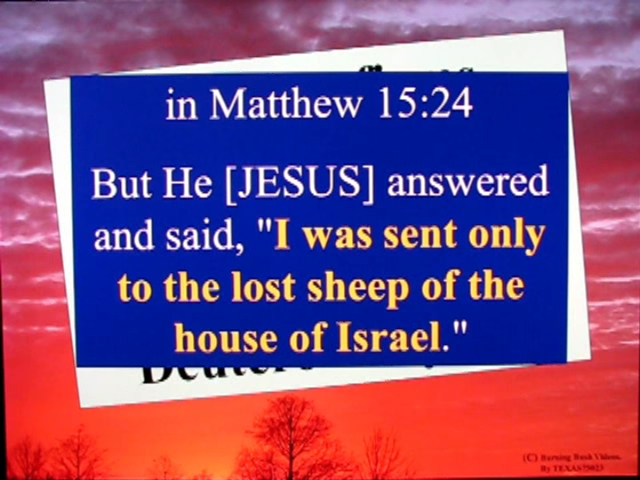 in Matthew 15:24
But He [JESUS] answered
and said, "I was sent only
to the lost sheep of the
house of Israel."
(C) Burning Bush Videos.
By TEXAS75023